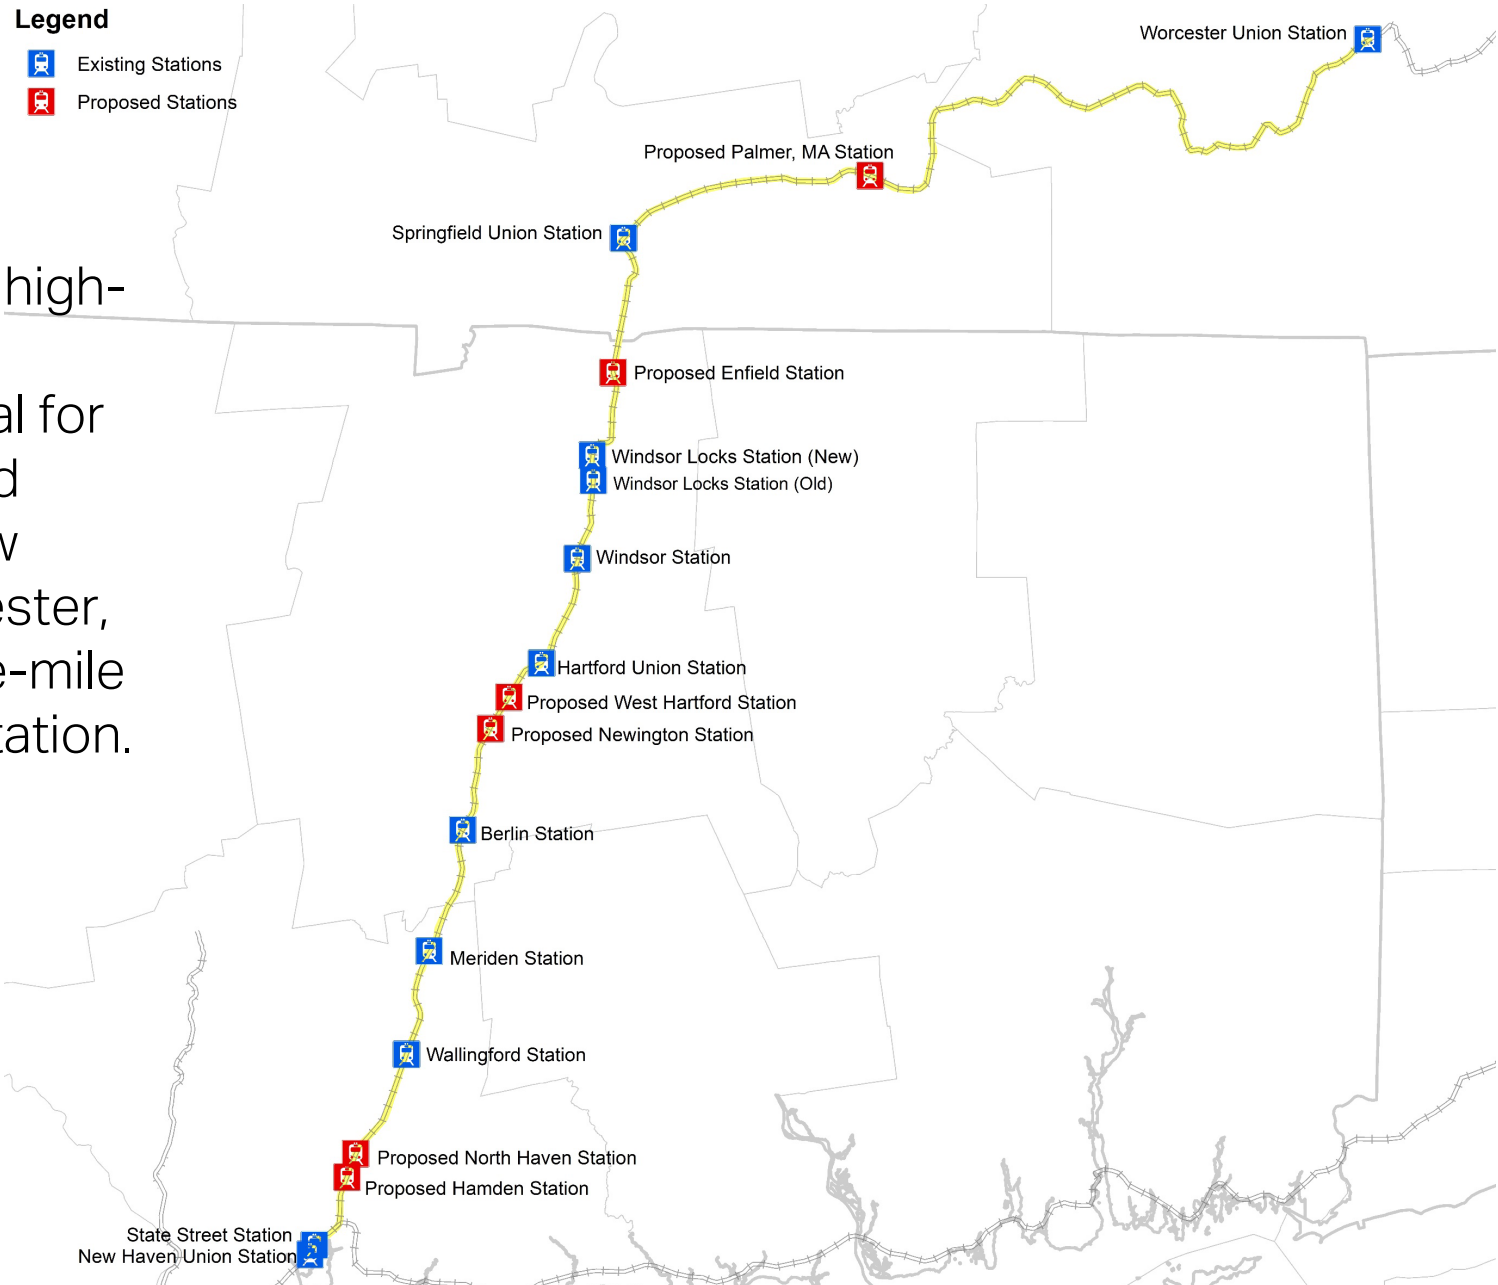 Legend
Existing Stations
Proposed Stations
Worcester Union Station
Proposed Palmer, MA Station
Springfield Union Station
high-
al for
d
w
ester,
e-mile
tation.
Proposed Enfield Station
Windsor Locks Station (New)
Windsor Locks Station (Old)
Windsor Station
Hartford Union Station
Proposed West Hartford Station
Proposed Newington Station
Berlin Station
Meriden Station
Wallingford Station
Proposed North Haven Station
Proposed Hamden Station
State Street Station
New Haven Union Station